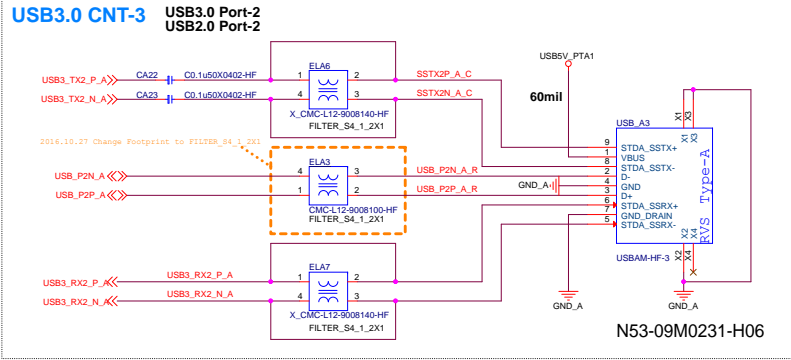 USB3.0 CNT-3
USB3.0 Port-2
USB2.0 Port-2
USB3_TX2_P_A
CA22
C0.1u50X0402-HF
ELA6
1
2
SSTX2P_A_C
USB3_TX2_N_A
CA23
C0.1u50X0402-HF
4
3
SSTX2N_A_C
X_CMC-L12-9008140-HF
FILTER_S4_1_2X1
USB5V_PTA1
60mil
2016.10.27 Change Footprint to FILTER_S4_1_2X1
ELA3
USB_P2N_A
4
3
USB_P2N_A_R
USB_P2P_A
1
2
USB_P2P_A_R
CMC-L12-9008100-HF
FILTER_S4_1_2X1
GND_A
USB_A3
X1
X3
X1
X3
9
STDA_SSTX+
1
VBUS
8
STDA_SSTX-
2
D-
4
GND
3
D+
6
STDA_SSRX+
7
GND_DRAIN
5
STDA_SSRX-
RVS Type-A
X2
X4
X2
X4
USBAM-HF-3
ELA7
USB3_RX2_P_A
USB3_RX2_P_A
1
2
USB3_RX2_N_A
USB3_RX2_N_A
4
3
X_CMC-L12-9008140-HF
FILTER_S4_1_2X1
GND_A
GND_A
N53-09M0231-H06